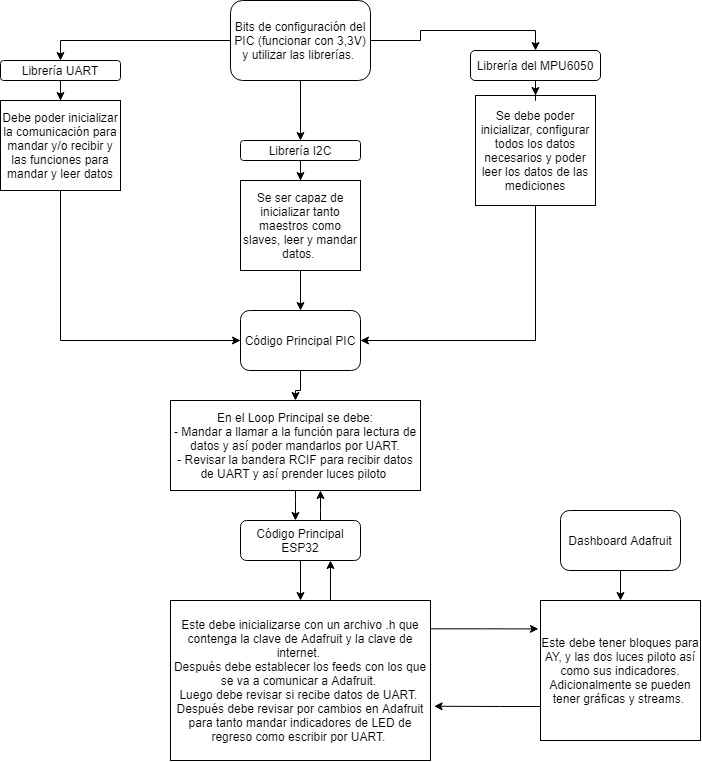 Bits de configuración del
PIC (funcionar con 3,3V)
y utilizar las librerías.
Librería UART
Debe poder inicializar
la comunicación para
mandar y/o recibir y
las funciones para
mandar y leer datos
Librería I2C
Se ser capaz de
inicializar tanto
maestros como
slaves, leer y mandar
datos.
Librería del MPU6050
Se debe poder
inicializar, configurar
todos los datos
necesarios y poder
leer los datos de las
mediciones
Código Principal PIC
En el Loop Principal se debe:
- Mandar a llamar a la función para lectura de
datos y así poder mandarlos por UART.
- Revisar la bandera RCIF para recibir datos
de UART y así prender luces piloto
Código Principal
ESP32
Este debe inicializarse con un archivo .h que
contenga la clave de Adafruit y la clave de
internet.
Después debe establecer los feeds con los que
se va a comunicar a Adafruit.
Luego debe revisar si recibe datos de UART.
Después debe revisar por cambios en Adafruit
para tanto mandar indicadores de LED de
regreso como escribir por UART.
Dashboard Adafruit
Este debe tener bloques para
AY, y las dos luces piloto así
como sus indicadores.
Adicionalmente se pueden
tener gráficas y streams.